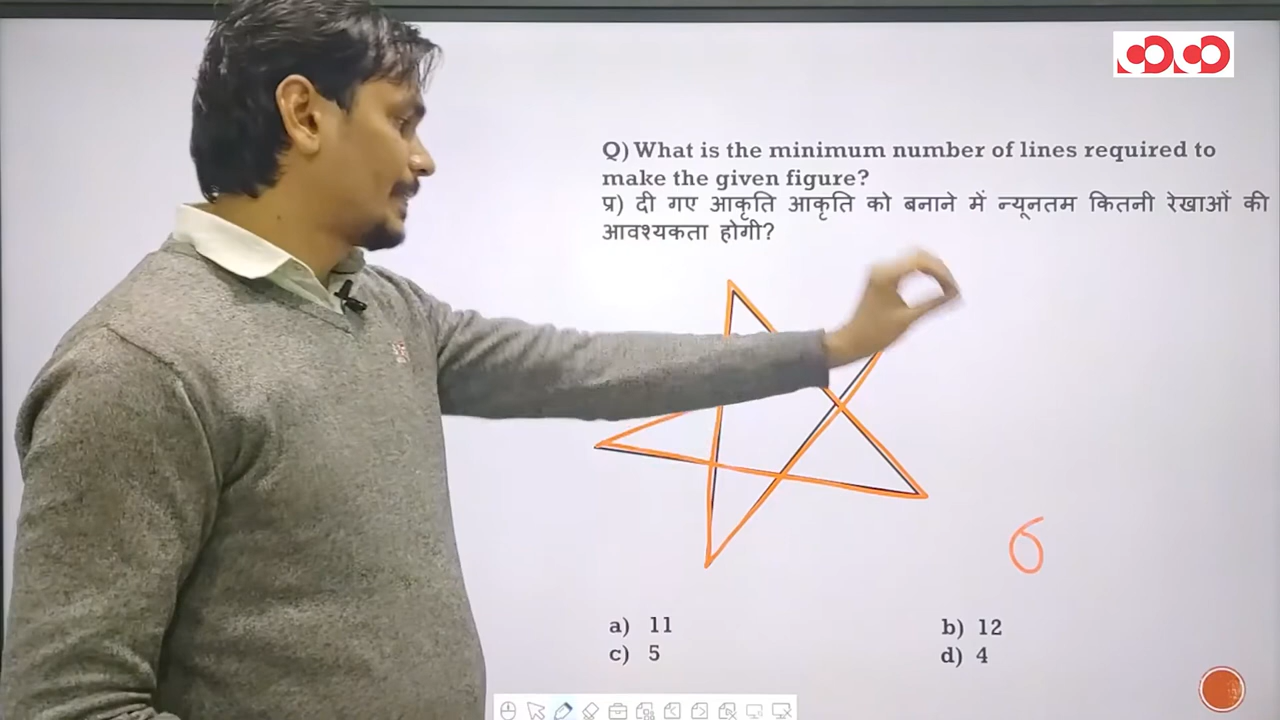 Q) What is the minimum number of lines required to
make the given figure?
प्र) दी गए आकृति आकृति को बनाने में न्यूनतम कितनी रेखाओं की
आवश्यकता होगी?
6
a) 11
b) 12
c) 5
d) 4